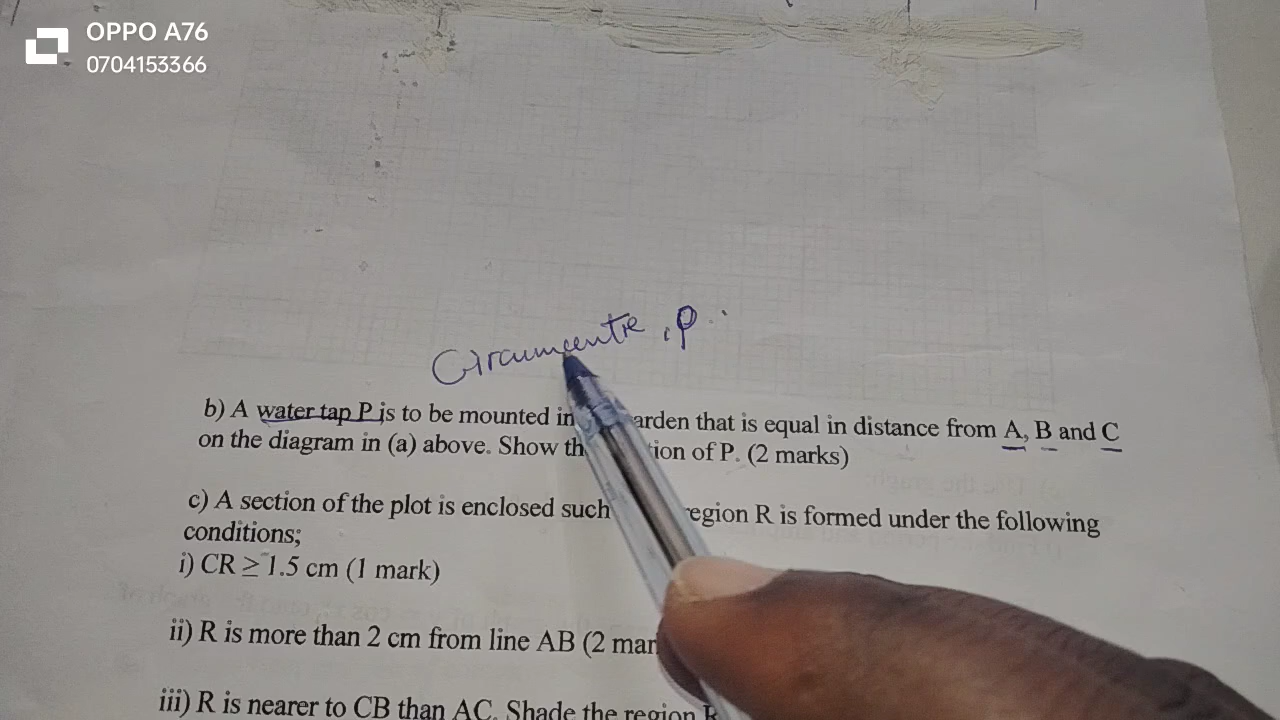 OPPO A76
0704153366
Circumcentre, P
b) A water tap P is to be mounted in arden that is equal in distance from A, B and C
on the diagram in (a) above. Show th ion of P. (2 marks)
c) A section of the plot is enclosed such egion R is formed under the following
conditions;
i) CR ≥ 1.5 cm (1 mark)
ii) R is more than 2 cm from line AB (2 mar
iii) R is nearer to CB than AC. Shade the region R